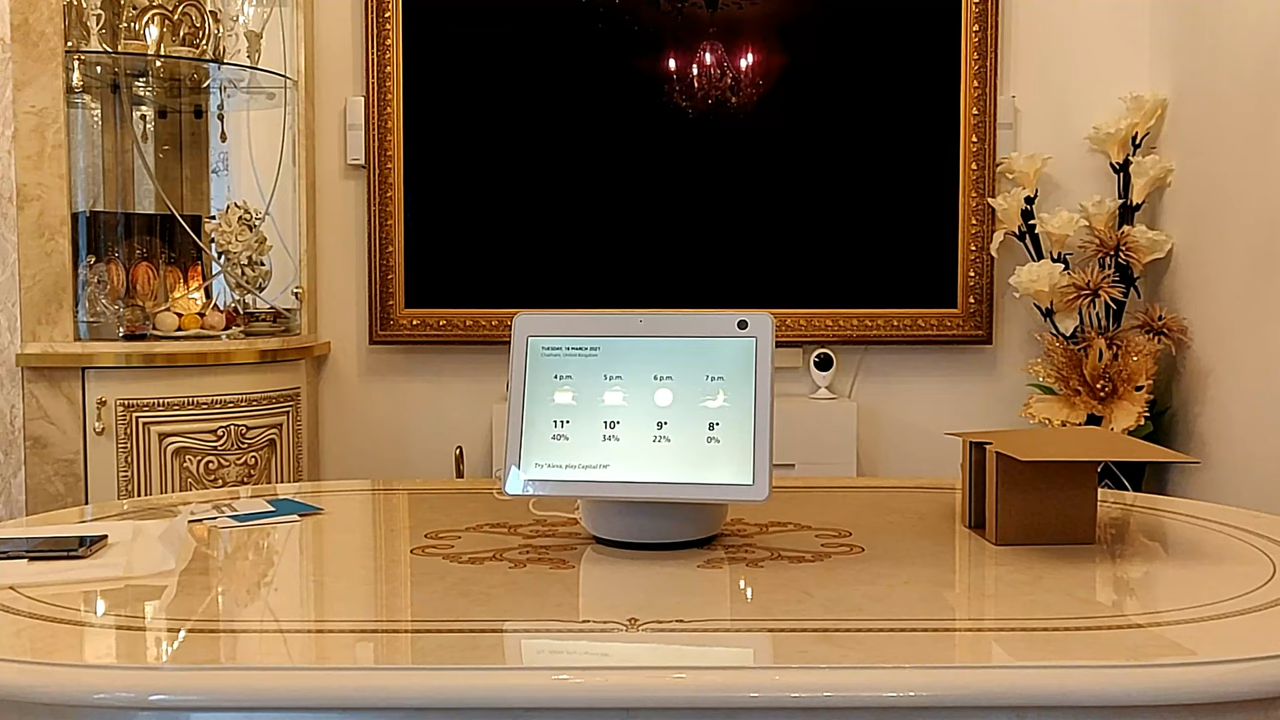 TUESDAY, 16 MARCH 2021
Chatham, United Kingdom
4 p.m. 5 p.m. 6 p.m. 7 p.m.
11° 10° 9° 8°
40% 34% 22% 0%
Try "Alexa, play Capital FM"